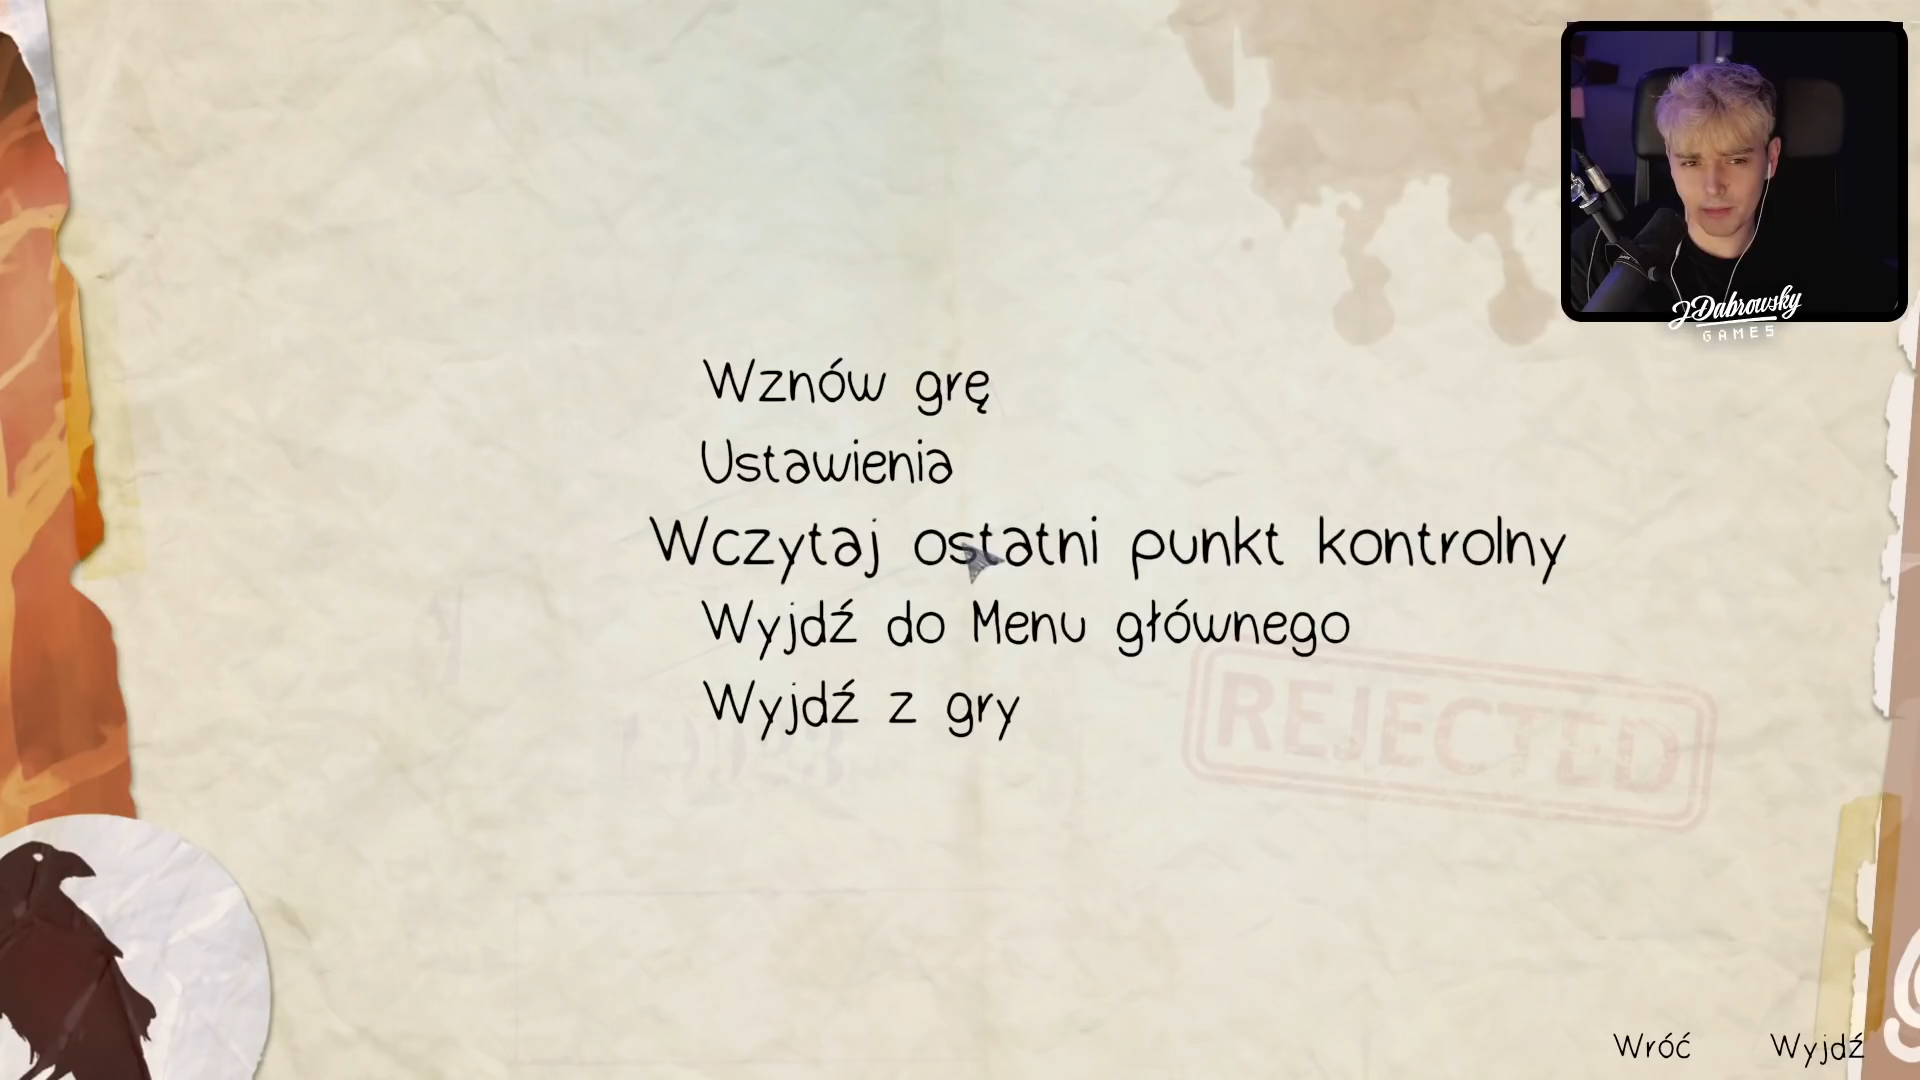 JDabrowsky
GAMES
Wznów grę
Ustawienia
Wczytaj ostatni punkt kontrolny
Wyjdź do Menu głównego
Wyjdź z gry
REJECTED
Wróć
Wyjdź